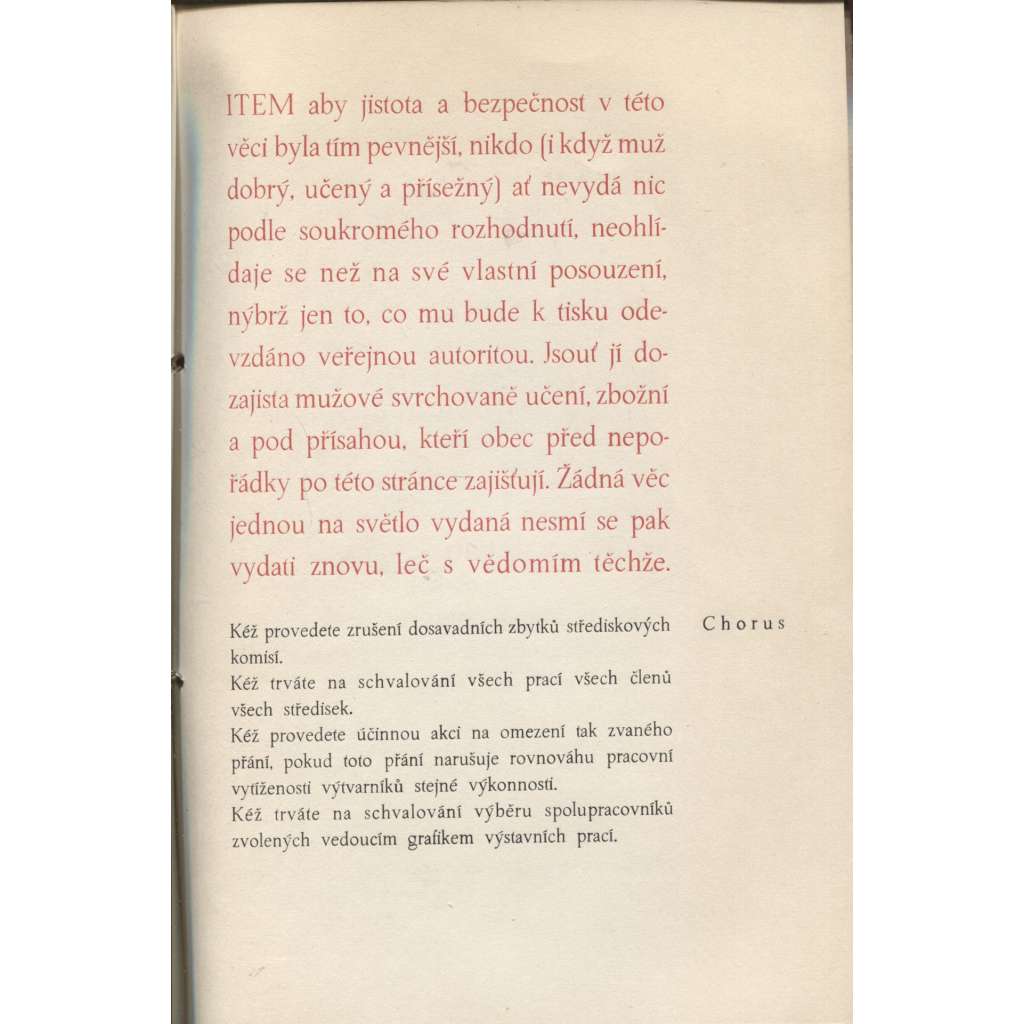 ITEM aby jistota a bezpečnost v této
věci byla tím pevnější, nikdo (i když muž
dobrý, učený a přísežný) ať nevydá nic
podle soukromého rozhodnutí, neohlí-
daje se než na své vlastní posouzení,
nýbrž jen to, co mu bude k tisku ode-
vzdáno veřejnou autoritou. Jsouť jí do-
zajista mužové svrchovaně učení, zbožní
a pod přísahou, kteří obec před nepo-
řádky po této stránce zajišťují. Žádná věc
jednou na světlo vydaná nesmí se pak
vydati znovu, leč s vědomím těchže.
Kéž provedete zrušení dosavadních zbytků střediskových
komisí.
Kéž trváte na schvalování všech prací všech členů
všech středisek.
Kéž provedete účinnou akci na omezení tak zvaného
přání, pokud toto přání narušuje rovnováhu pracovní
vytíženosti výtvarníků stejné výkonnosti.
Kéž trváte na schvalování výběru spolupracovníků
zvolených vedoucím grafikem výstavních prací.
Chorus